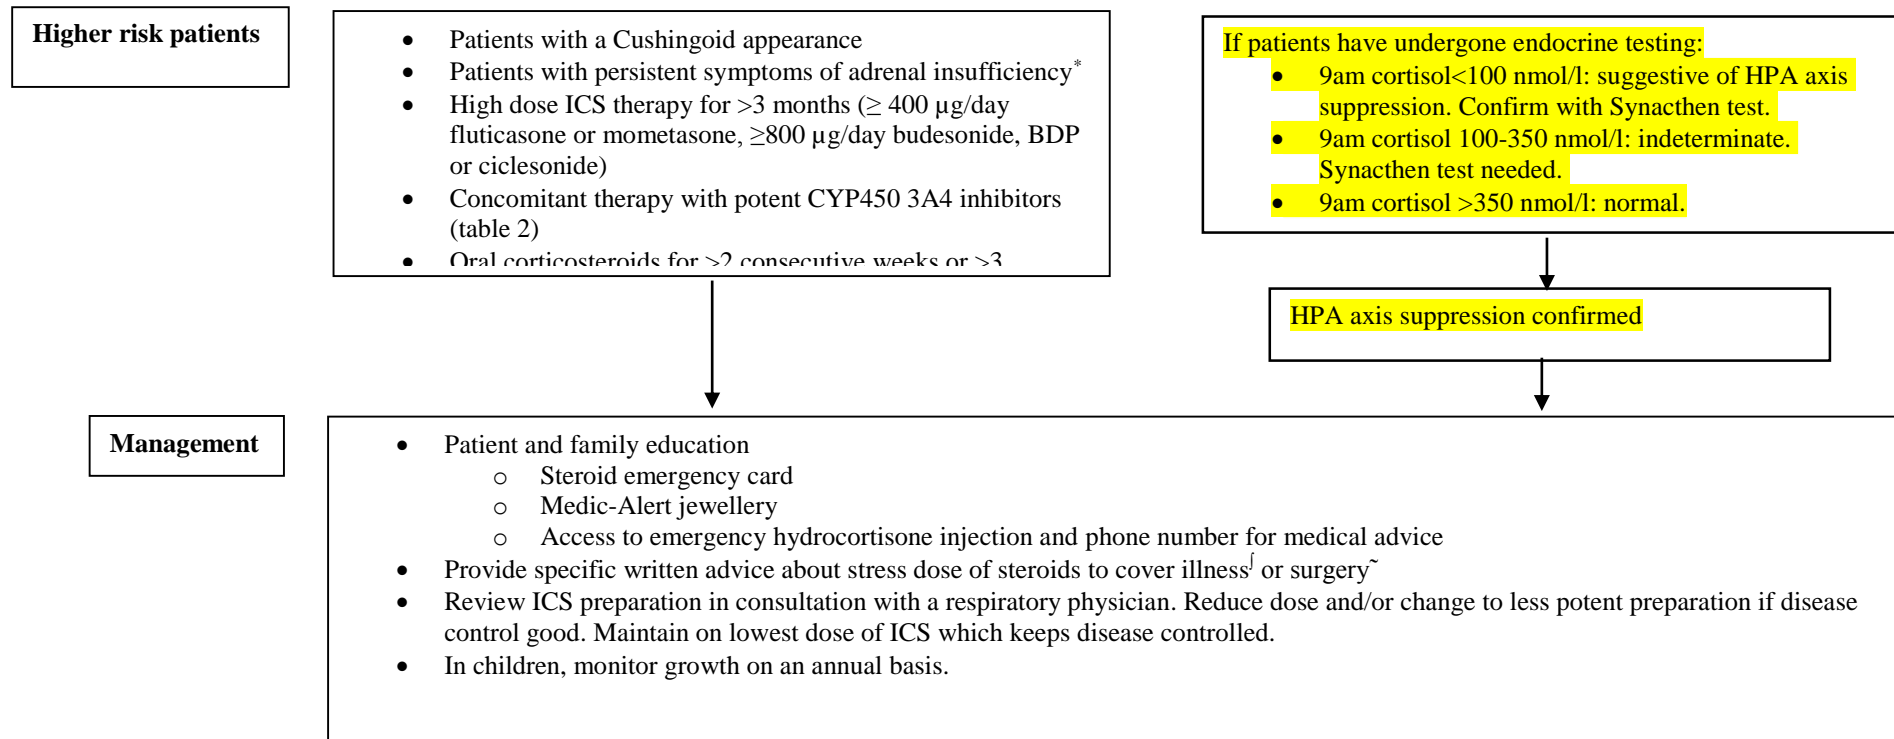 Higher risk patients
• Patients with a Cushingoid appearance
• Patients with persistent symptoms of adrenal insufficiency*
• High dose ICS therapy for >3 months (≥ 400 µg/day
fluticasone or mometasone, ≥800 µg/day budesonide, BDP
or ciclesonide)
• Concomitant therapy with potent CYP450 3A4 inhibitors
(table 2)
• Oral corticosteroids for >2 consecutive weeks or >3
If patients have undergone endocrine testing:
• 9am cortisol<100 nmol/l: suggestive of HPA axis
suppression. Confirm with Synacthen test.
• 9am cortisol 100-350 nmol/l: indeterminate.
Synacthen test needed.
• 9am cortisol >350 nmol/l: normal.
HPA axis suppression confirmed
Management
• Patient and family education
o Steroid emergency card
o Medic-Alert jewellery
o Access to emergency hydrocortisone injection and phone number for medical advice
• Provide specific written advice about stress dose of steroids to cover illness∫ or surgery~
• Review ICS preparation in consultation with a respiratory physician. Reduce dose and/or change to less potent preparation if disease
control good. Maintain on lowest dose of ICS which keeps disease controlled.
• In children, monitor growth on an annual basis.